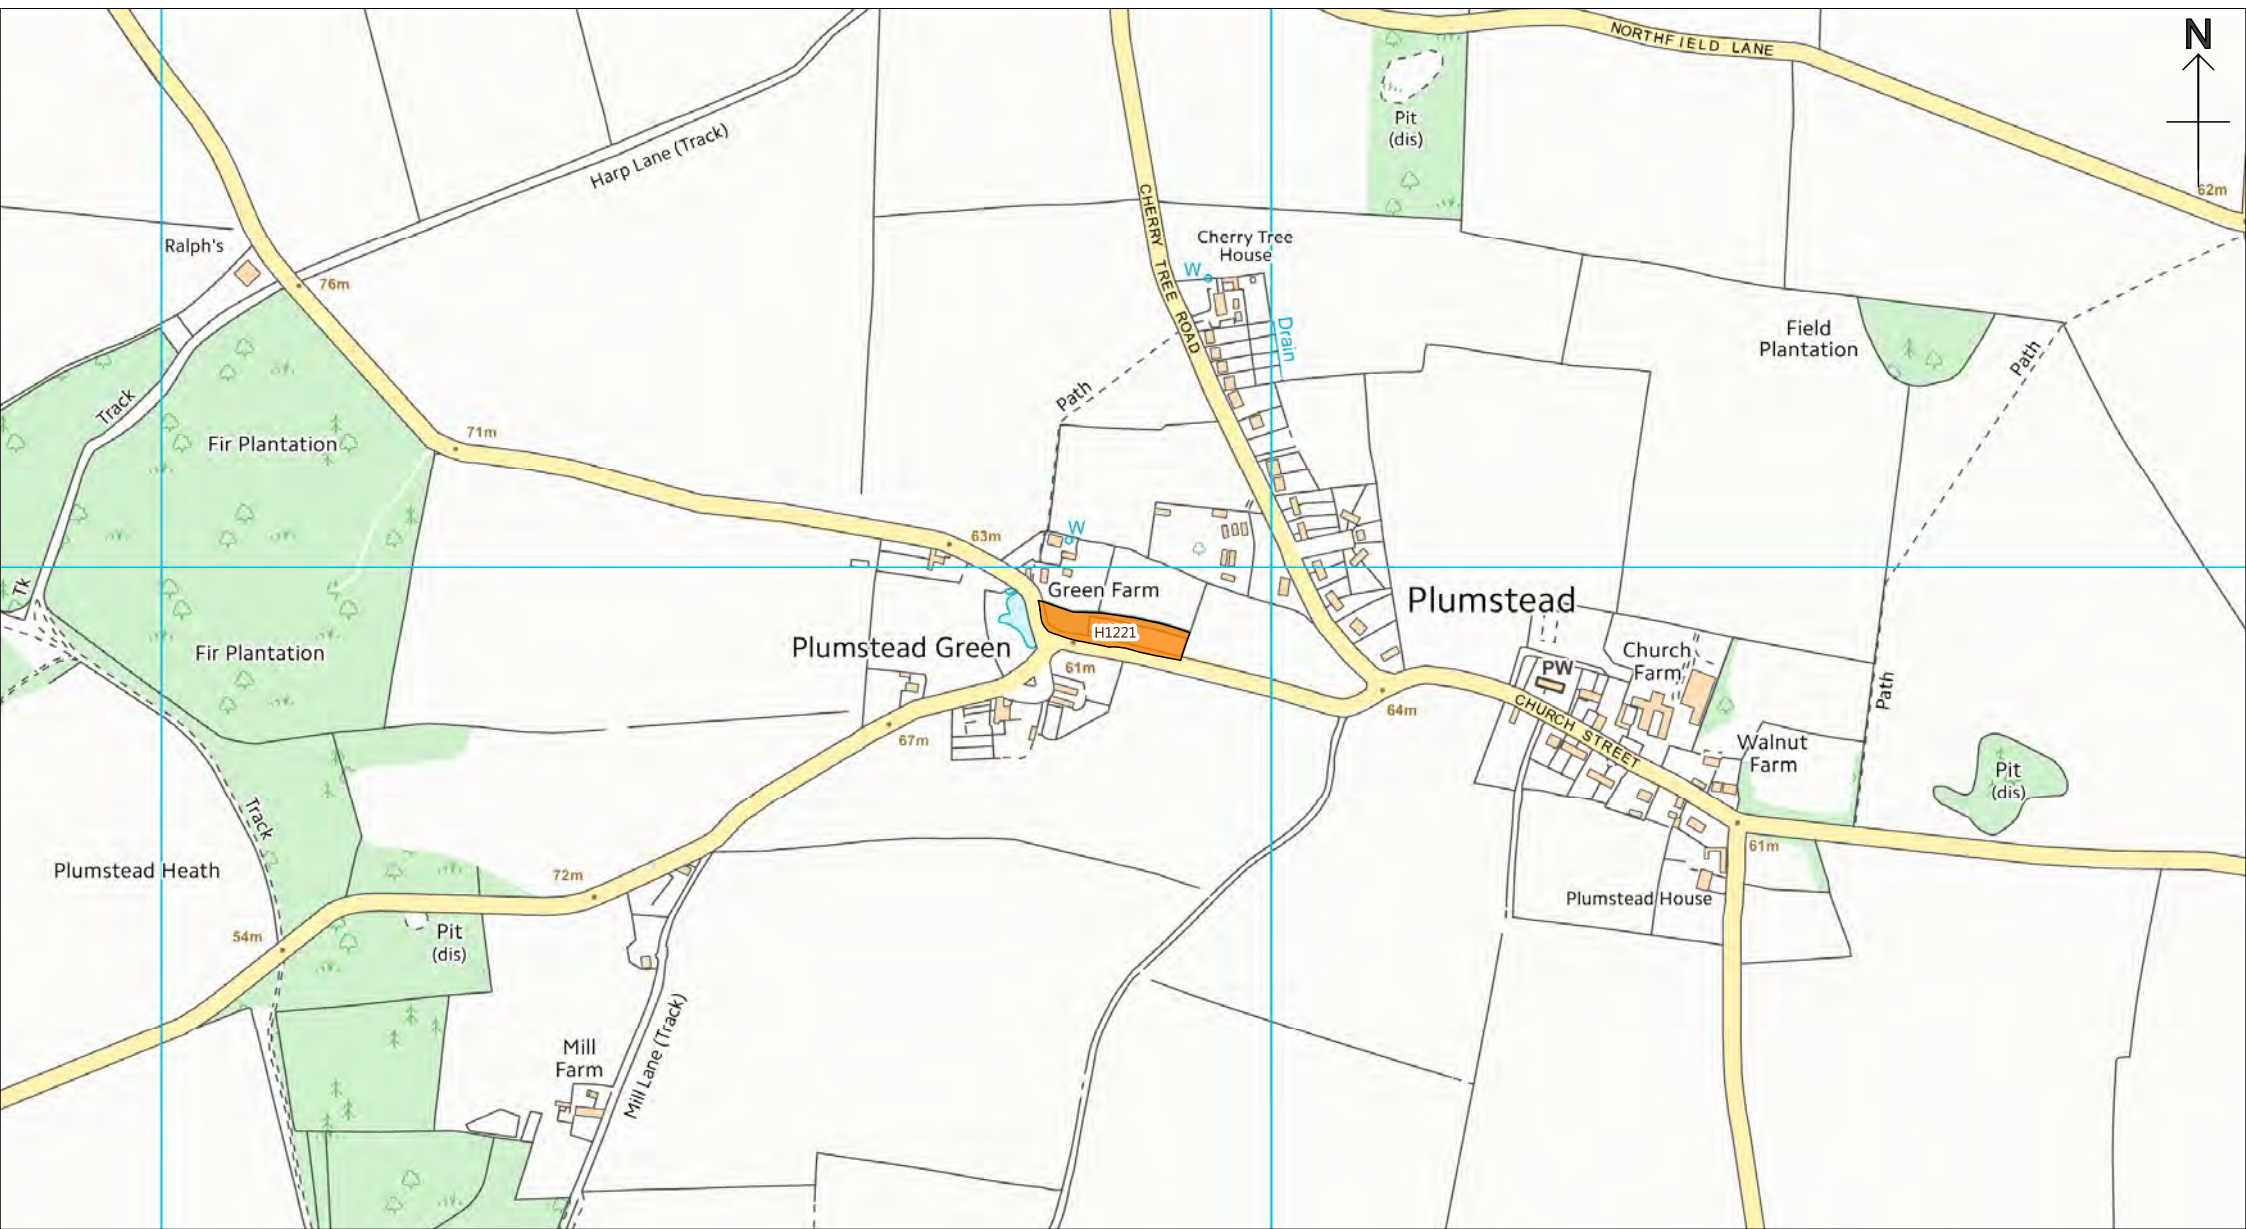 NORTHFIELD LANE
N
Pit
(dis)
Harp Lane (Track)
62m
CHERRY TREE ROAD
Ralph's
Cherry Tree
House
W
76m
Drain
Field
Plantation
Path
Path
Track
71m
Fir Plantation
W
63m
Tk
Green Farm
Plumstead
H1221
Plumstead Green
Fir Plantation
61m
Church
Farm
PW
Path
64m
CHURCH STREET
67m
Walnut
Farm
Pit
(dis)
Track
61m
Plumstead Heath
72m
Plumstead House
54m
Pit
(dis)
Mill
Farm
Mill Lane (Track)